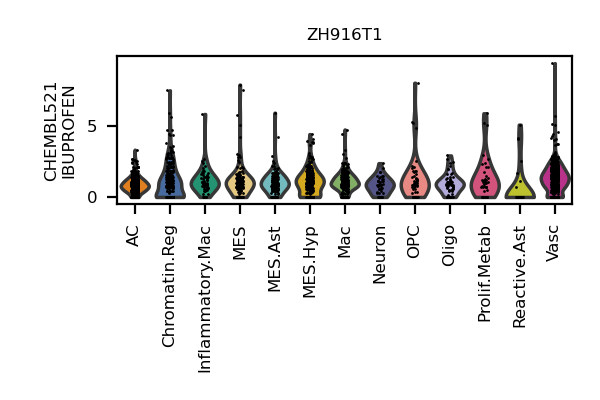 ZH916T1
CHEMBL521
IBUPROFEN
5
0
AC
Chromatin.Reg
Inflammatory.Mac
MES
MES.Ast
MES.Hyp
Mac
Neuron
OPC
Oligo
Prolif.Metab
Reactive.Ast
Vasc